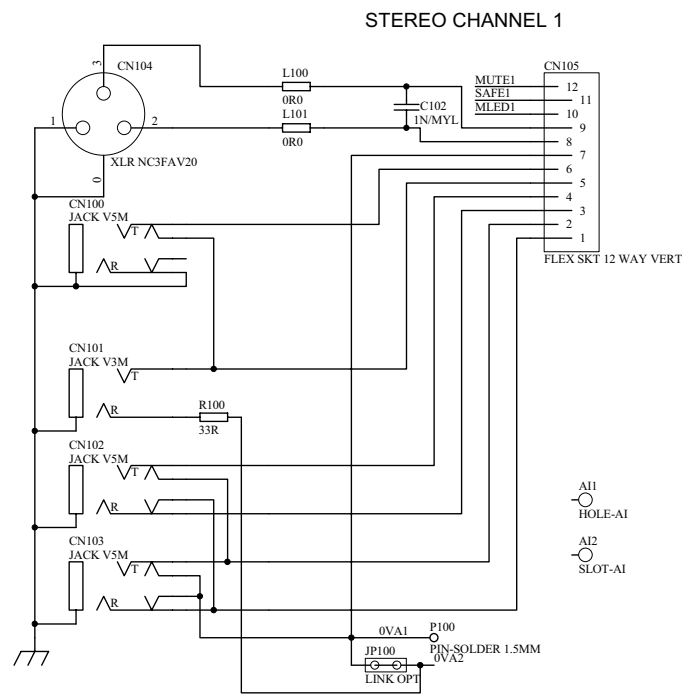 STEREO CHANNEL 1
3
CN104
1
2
0
XLR NC3FAV20
L100
0R0
L101
0R0
C102
1N/MYL
CN105
MUTE1
SAFE1
MLED1
12
11
10
9
8
7
6
5
4
3
2
1
FLEX SKT 12 WAY VERT
CN100
JACK V5M
T
R
CN101
JACK V3M
T
R
R100
33R
CN102
JACK V5M
T
R
CN103
JACK V5M
T
R
AI1
HOLE-AI
AI2
SLOT-AI
0VA1
P100
PIN-SOLDER 1.5MM
JP100
0VA2
LINK OPT